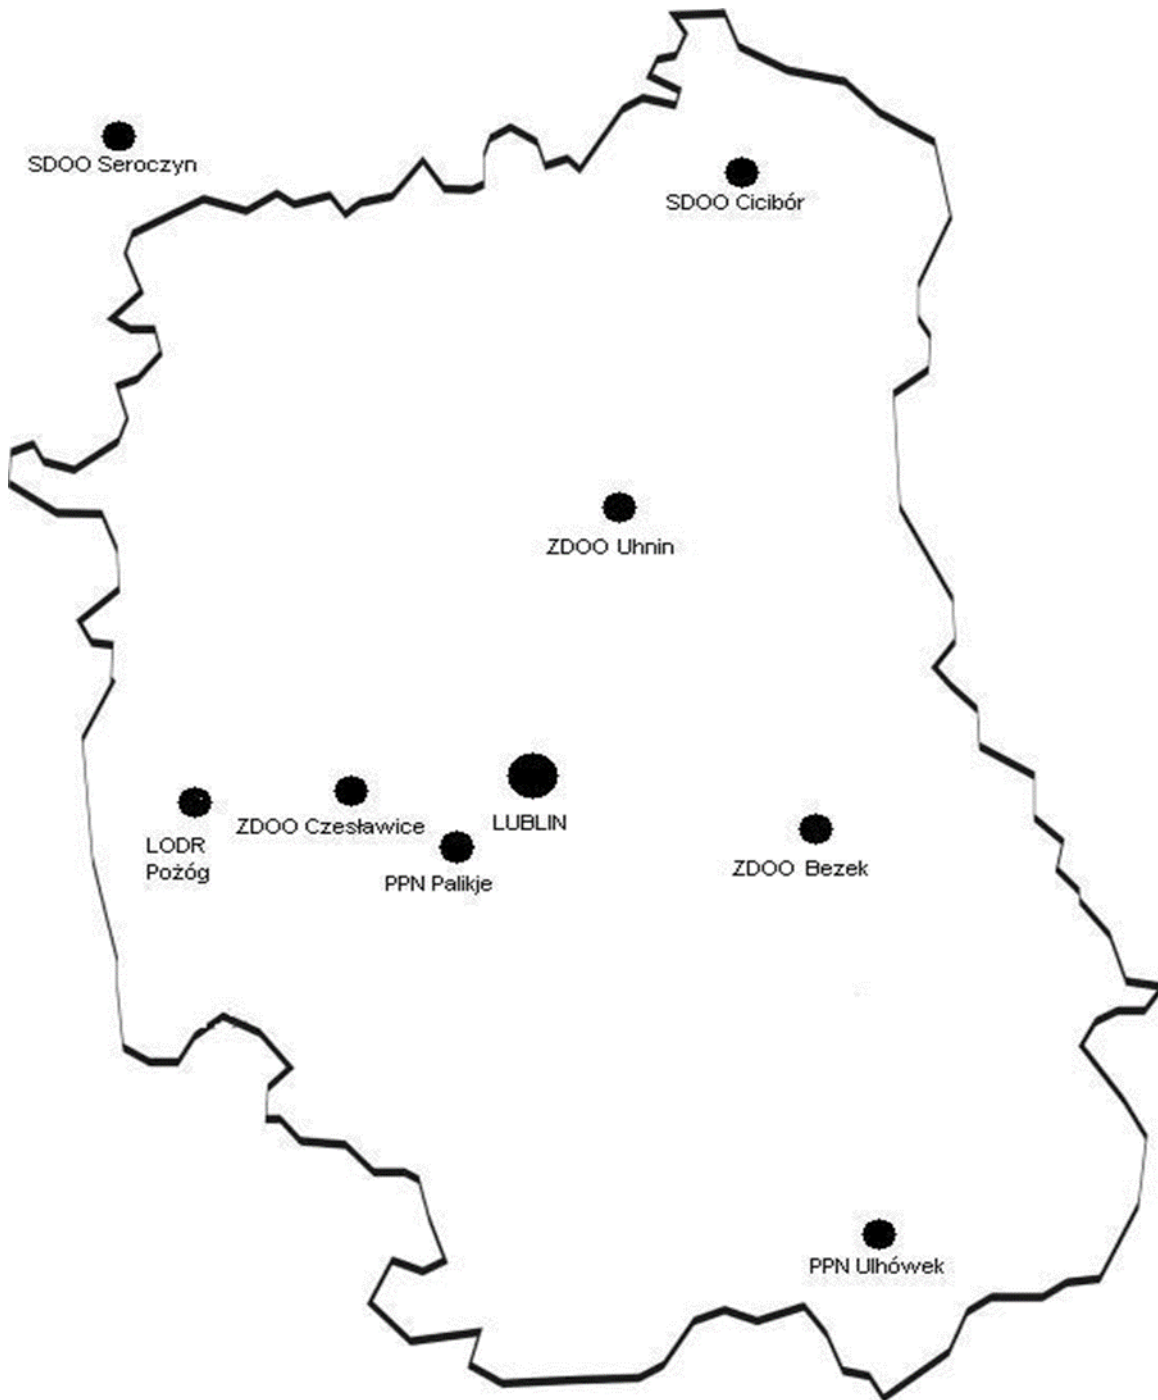 SDOO Seroczyn
SDOO Cicibór
ZDOO Uhnin
LUBLIN
ZDOO Czesławice
LODR
Pożóg
PPN Palikje
ZDOO Bezek
PPN Ulhówek